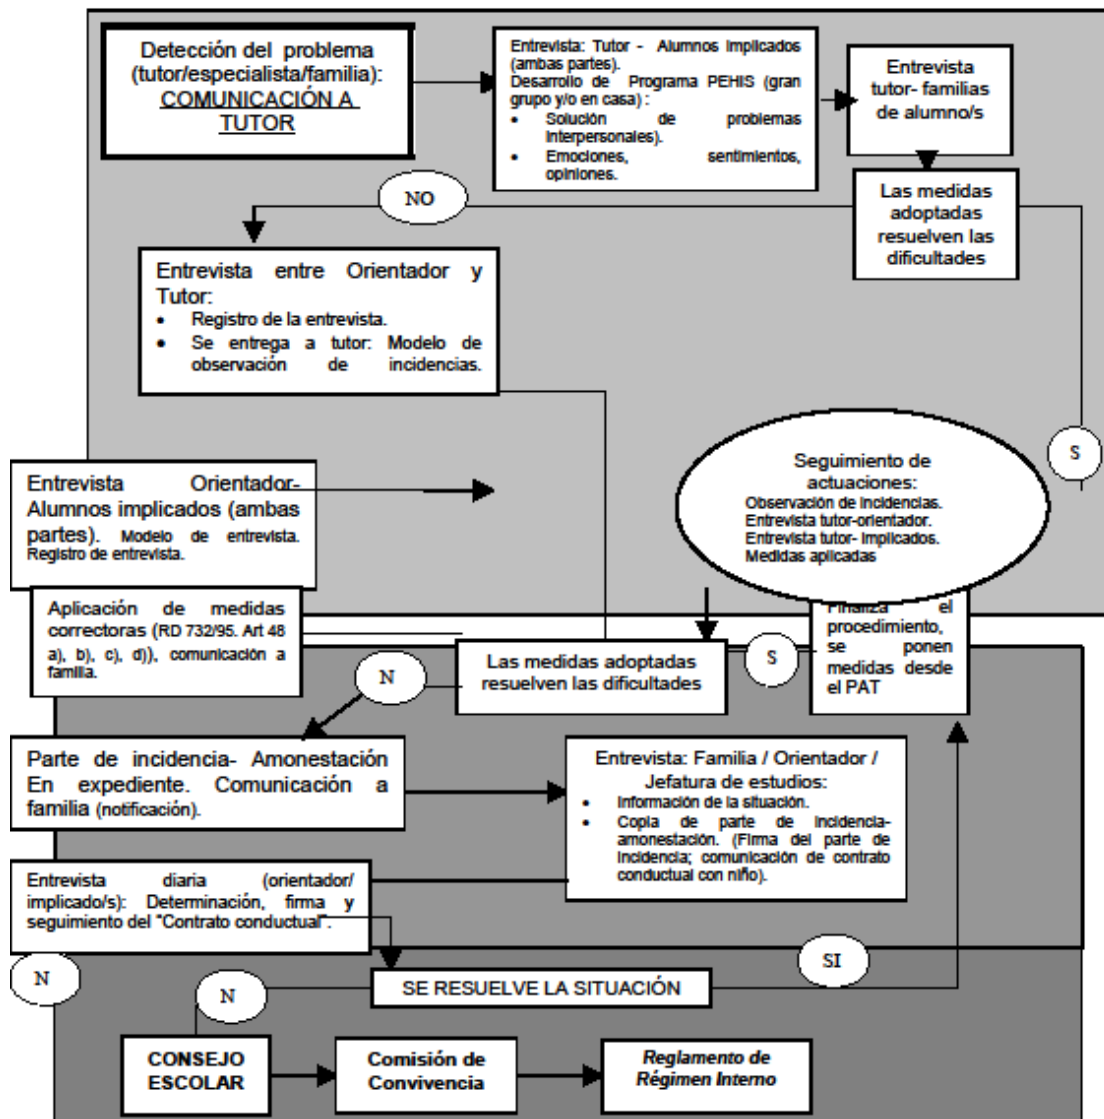 Detección del problema
(tutor/especialista/familia):
COMUNICACIÓN A
TUTOR
Entrevista: Tutor - Alumnos implicados
(ambas partes).
Desarrollo de Programa PEHIS (gran
grupo y/o en casa) :
• Solución de problemas
interpersonales).
• Emociones, sentimientos,
opiniones.
Entrevista
tutor- familias
de alumno/s
NO
Las medidas
adoptadas
resuelven las
dificultades
Entrevista entre Orientador y
Tutor:
• Registro de la entrevista.
• Se entrega a tutor: Modelo de
observación de incidencias.
S
Seguimiento de
actuaciones:
Observación de incidencias.
Entrevista tutor-orientador.
Entrevista tutor- implicados.
Medidas aplicadas
Entrevista Orientador-
Alumnos implicados (ambas
partes). Modelo de entrevista.
Registro de entrevista.
Aplicación de medidas
correctoras (RD 732/95. Art 48
a), b), c), d)), comunicación a
familia.
Finaliza el
procedimiento,
se ponen
medidas desde
el PAT
N
Las medidas adoptadas
resuelven las dificultades
S
Parte de incidencia- Amonestación
En expediente. Comunicación a
familia (notificación).
Entrevista: Familia / Orientador /
Jefatura de estudios:
• Información de la situación.
• Copia de parte de incidencia-
amonestación. (Firma del parte de
incidencia; comunicación de contrato
conductual con niño).
Entrevista diaria (orientador/
implicado/s): Determinación, firma y
seguimiento del "Contrato conductual".
N
N
SE RESUELVE LA SITUACIÓN
SI
CONSEJO
ESCOLAR
Comisión de
Convivencia
Reglamento de
Régimen Interno